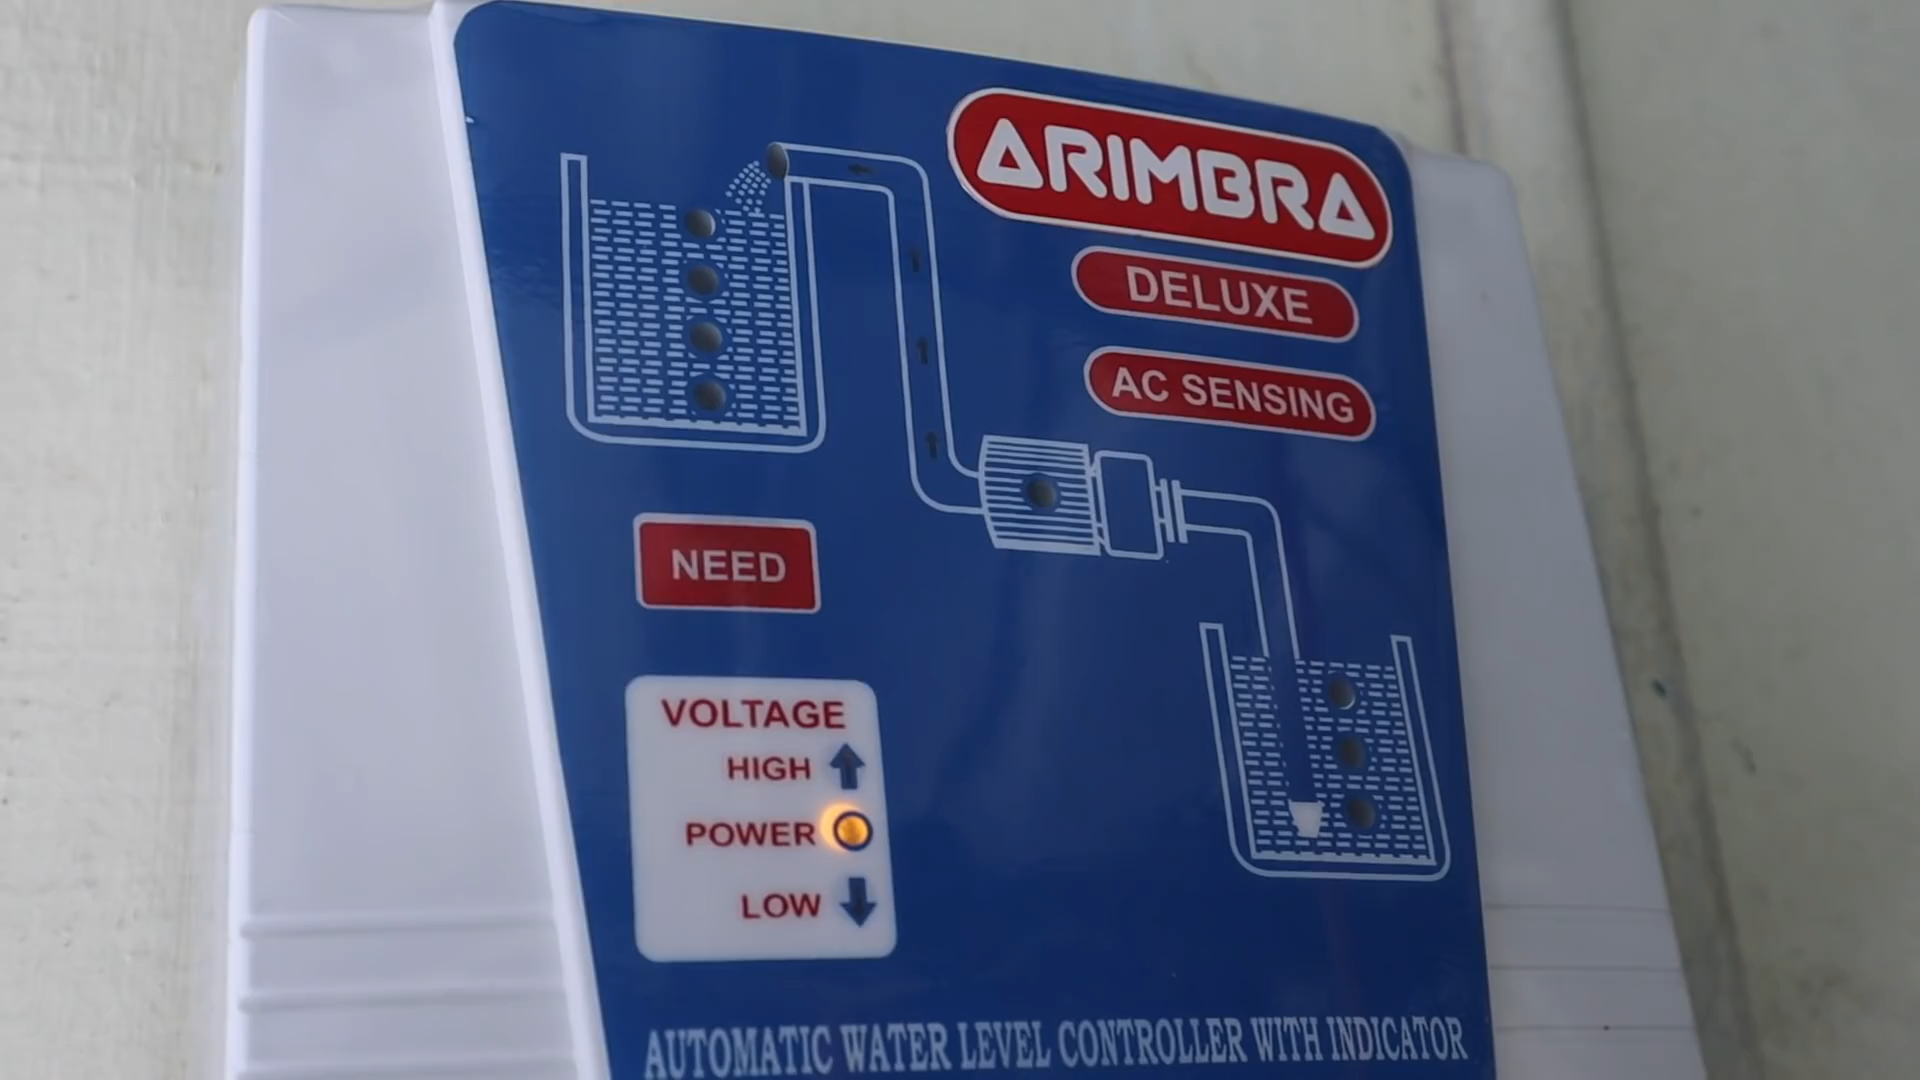 ARIMBRA
DELUXE
AC SENSING
NEED
VOLTAGE
HIGH
POWER
LOW
AUTOMATIC WATER LEVEL CONTROLLER WITH INDICATOR